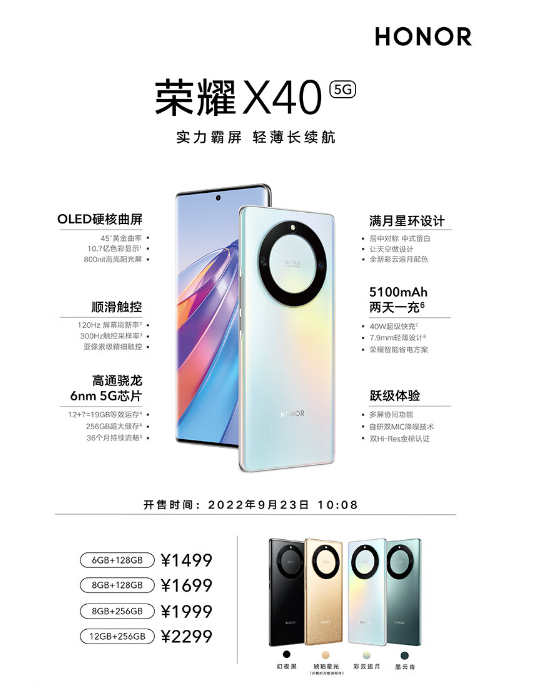 HONOR
荣耀X40 5G
实力霸屏 轻薄长续航
OLED硬核曲屏
45°黄金曲率
10.7亿色彩显示¹
800nit高亮阳光屏
顺滑触控
120Hz 屏幕刷新率²
300Hz触控采样率³
亚像素级精细触控
高通骁龙
6nm 5G芯片
12+7=19GB等效运存⁴
256GB超大储存⁴
36个月持续流畅⁵
满月星环设计
居中对称 中式留白
让天空做设计
全新彩云追月配色
5100mAh
两天一充⁶
40W超级快充⁷
7.9mm轻薄设计⁸
荣耀智能省电方案
跃级体验
多屏协同功能
自研双MIC降噪技术
双Hi-Res金标认证
HONOR
开售时间：2022年9月23日 10:08
6GB+128GB ¥1499
8GB+128GB ¥1699
8GB+256GB ¥1999
12GB+256GB ¥2299
幻夜黑
琥珀星光
彩云追月
墨云青